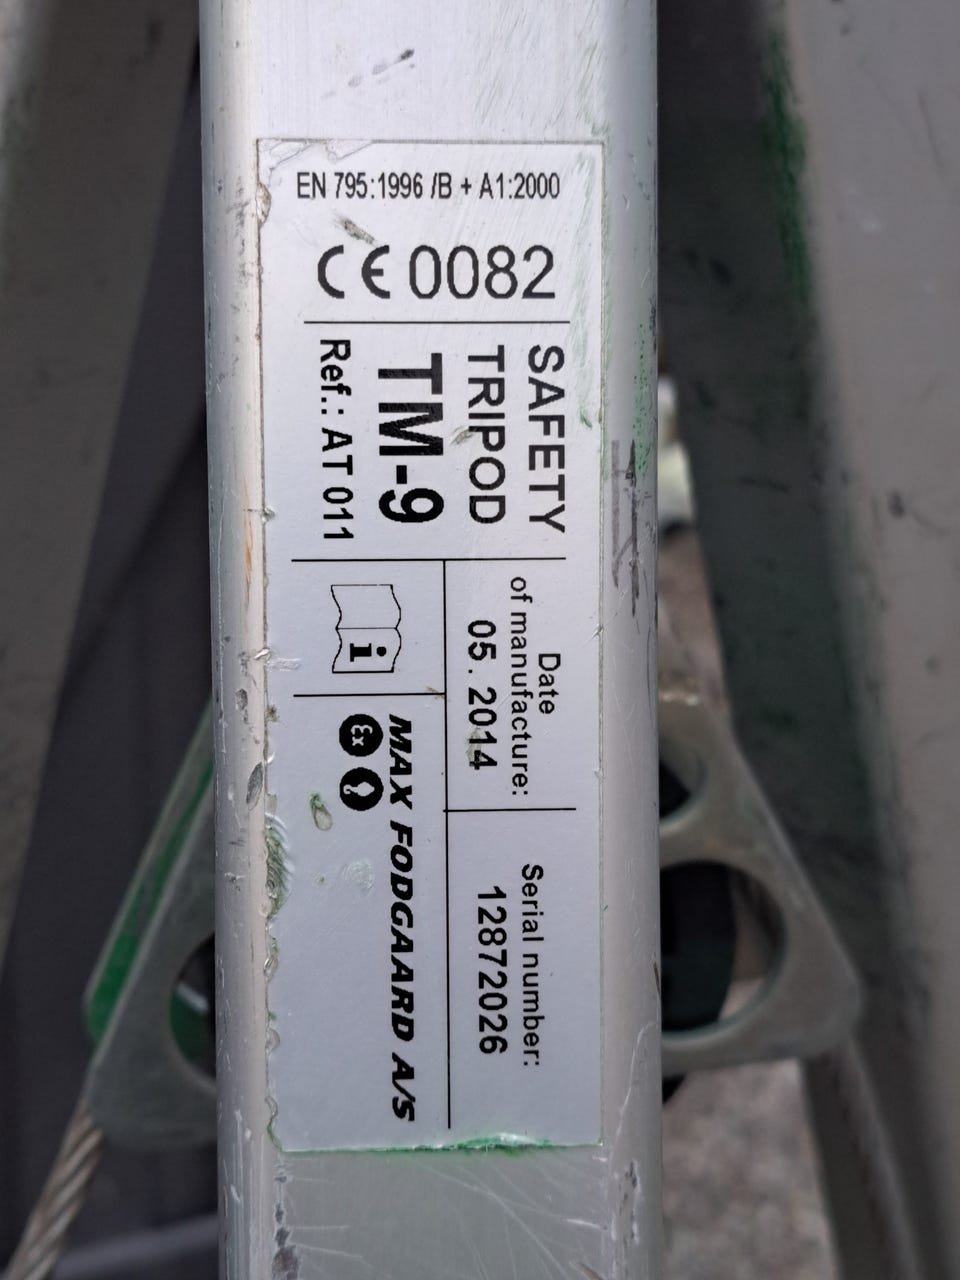 EN 795:1996 /B + A1:2000
CE 0082
SAFETY
TRIPOD
TM-9
Ref.: AT 011
Date
of manufacture:
05. 2014
Serial number:
12872026
i
MAX FODGAARD A/S
Ex